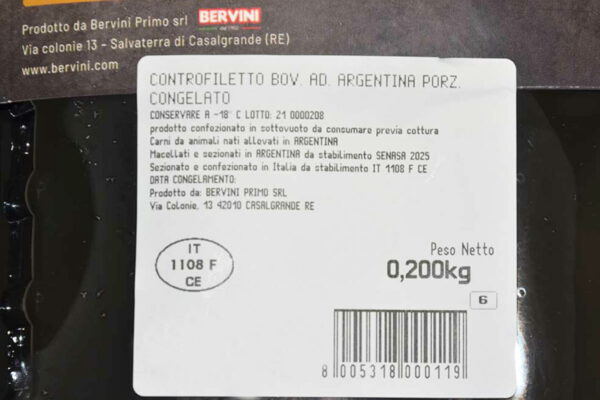 Prodotto da Bervini Primo srl BERVINI
Via colonie 13 - Salvaterra di Casalgrande (RE)
www.bervini.com
CONTROFILETTO BOV. AD. ARGENTINA PORZ.
CONGELATO
CONSERVARE A -18° C LOTTO: 21 0000208
prodotto confezionato in sottovuoto da consumare previa cottura
Carni da animali nati allevati in ARGENTINA
Macellati e sezionati in ARGENTINA da stabilimento SENASA 2025
Sezionato e confezionato in Italia da stabilimento IT 1108 F CE
DATA CONGELAMENTO:
Prodotto da: BERVINI PRIMO SRL
Via Colonie, 13 42010 CASALGRANDE RE
IT
1108 F
CE
Peso Netto
0,200kg
6
8 005318 000119